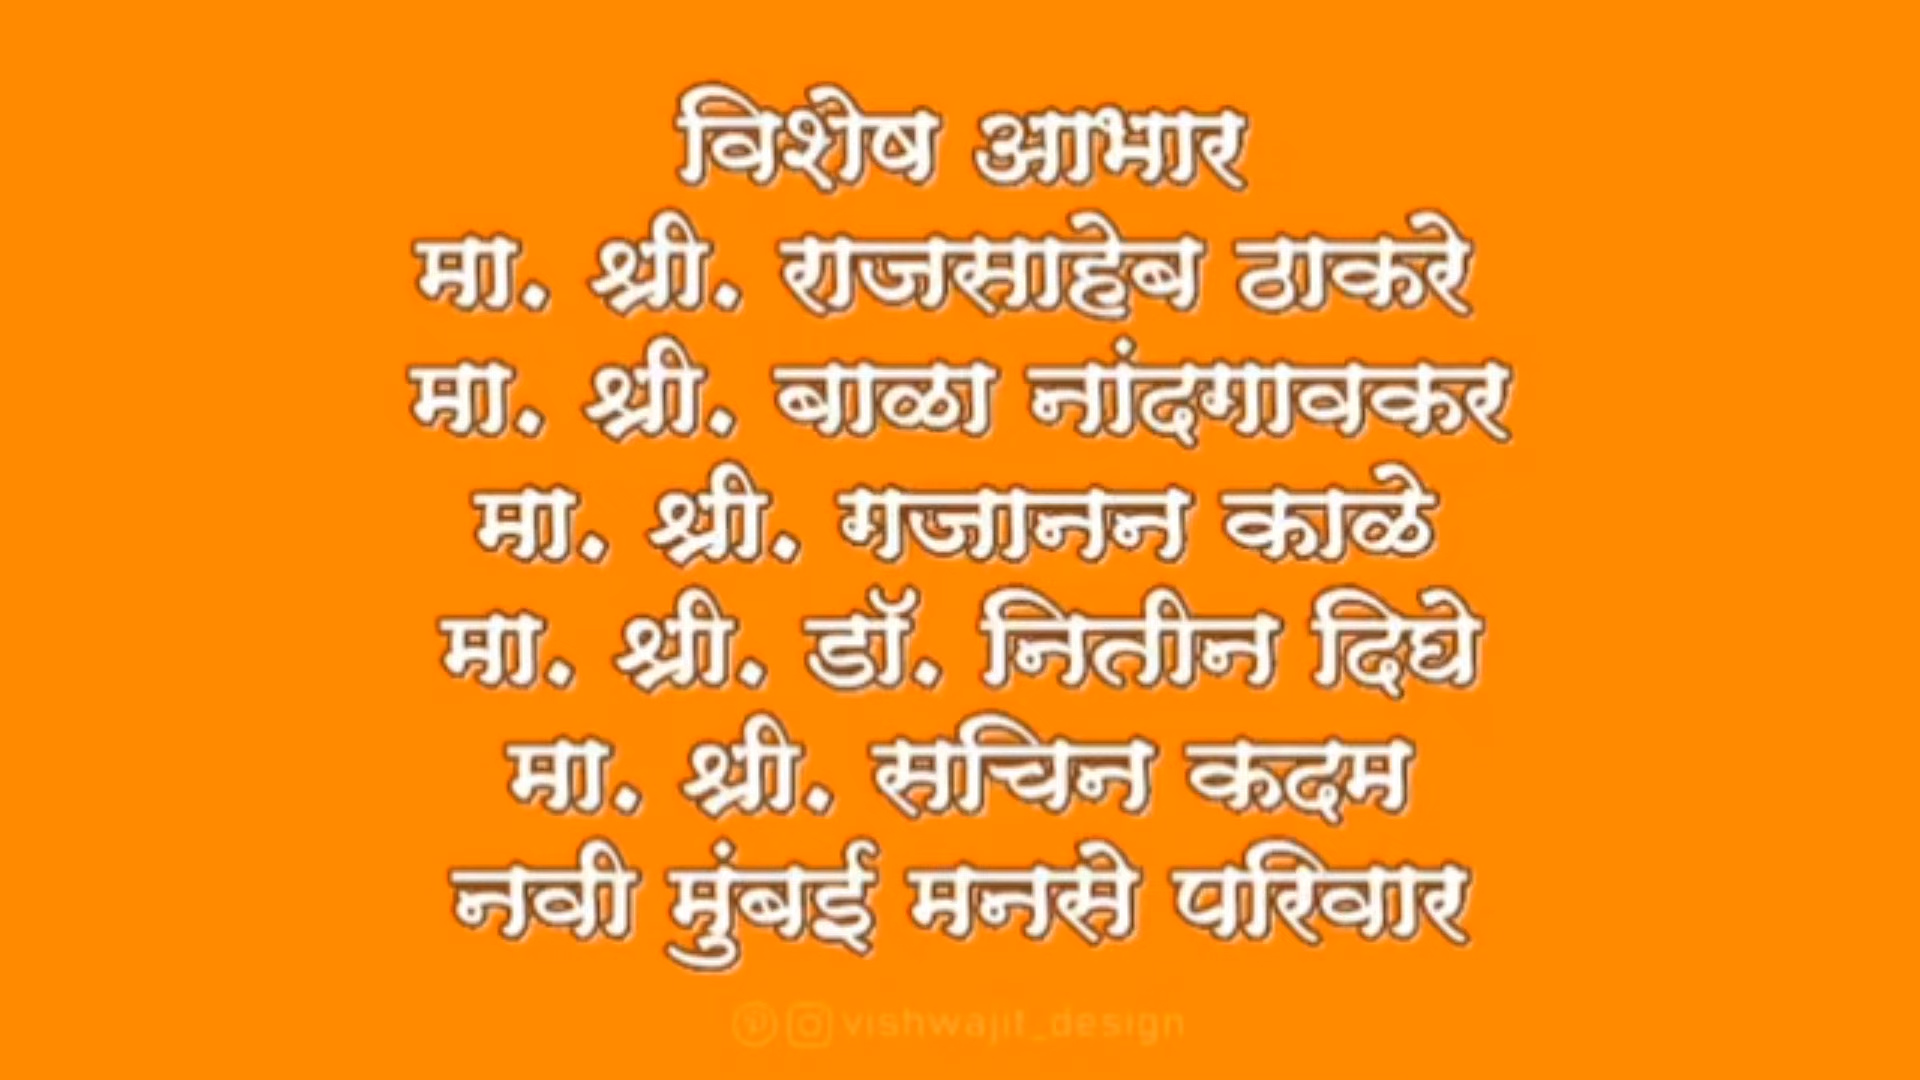 विशेष आभार
मा. श्री. राजसाहेब ठाकरे
मा. श्री. बाळा नांदगावकर
मा. श्री. गजानन काळे
मा. श्री. डॉ. नितीन दिघे
मा. श्री. सचिन कदम
नवी मुंबई मनसे परिवार
vishwajit_design